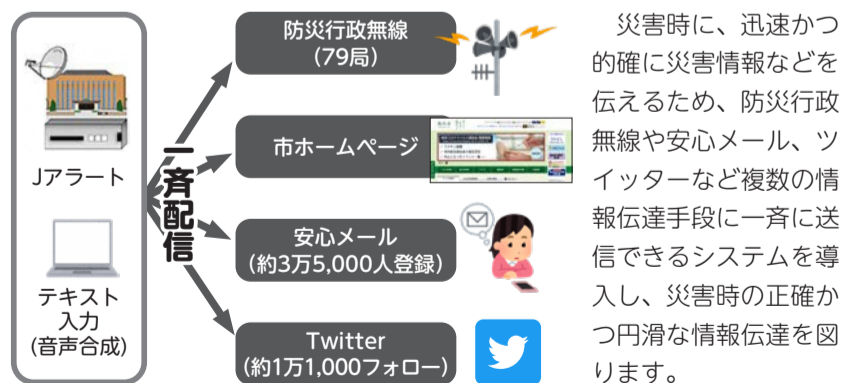 Jアラート
テキスト
入力
(音声合成)
一斉配信
防災行政無線
(79局)
市ホームページ
安心メール
(約3万5,000人登録)
Twitter
(約1万1,000フォロー)
　災害時に、迅速かつ
的確に災害情報などを
伝えるため、防災行政
無線や安心メール、ツ
イッターなど複数の情
報伝達手段に一斉に送
信できるシステムを導
入し、災害時の正確か
つ円滑な情報伝達を図
ります。